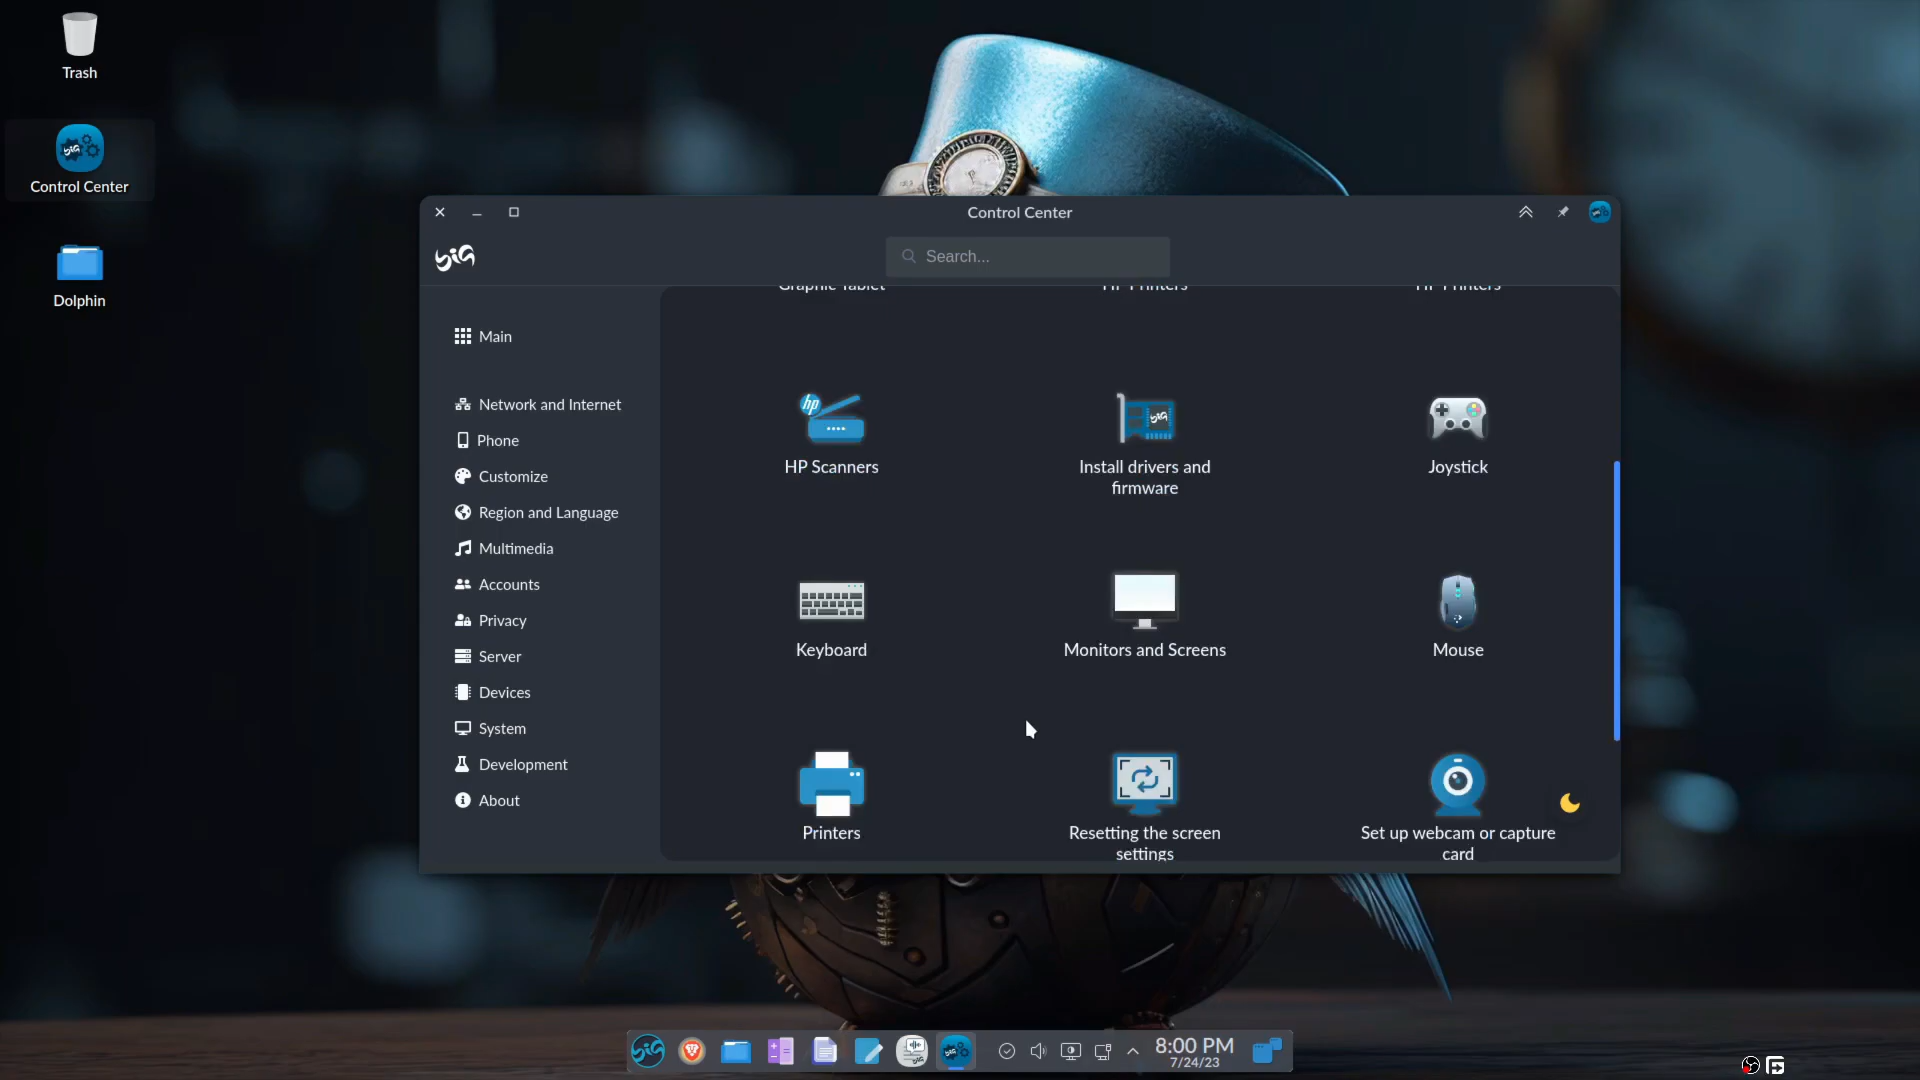 Trash
Control Center
Dolphin
Control Center
big
Search...
Graphic Tablet
HP Printers
HP Printers
Main
Network and Internet
Phone
Customize
Region and Language
Multimedia
Accounts
Privacy
Server
Devices
System
Development
About
hp
HP Scanners
Install drivers and
firmware
Joystick
Keyboard
Monitors and Screens
Mouse
Printers
Resetting the screen
settings
Set up webcam or capture
card
8:00 PM
7/24/23